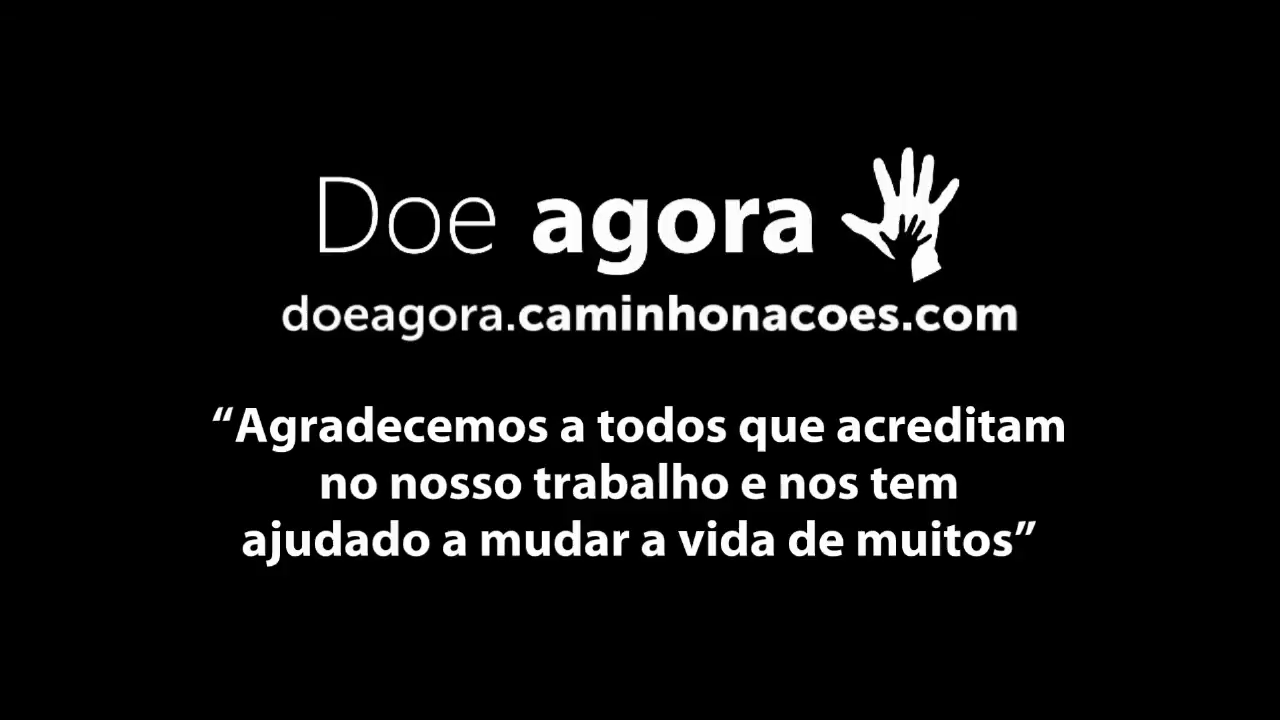 Doe agora
doeagora.caminhonacoes.com
“Agradecemos a todos que acreditam
no nosso trabalho e nos tem
ajudado a mudar a vida de muitos”